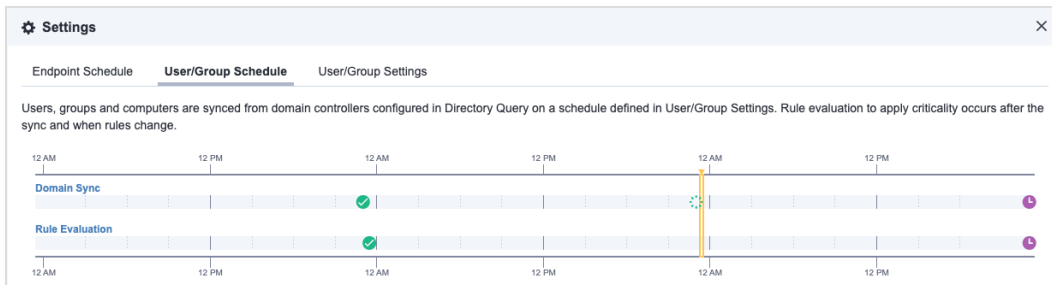 Settings
Endpoint Schedule User/Group Schedule User/Group Settings
Users, groups and computers are synced from domain controllers configured in Directory Query on a schedule defined in User/Group Settings. Rule evaluation to apply criticality occurs after the
sync and when rules change.
12 AM 12 PM 12 AM 12 PM 12 AM 12 PM
Domain Sync
Rule Evaluation
12 AM 12 PM 12 AM 12 PM 12 AM 12 PM